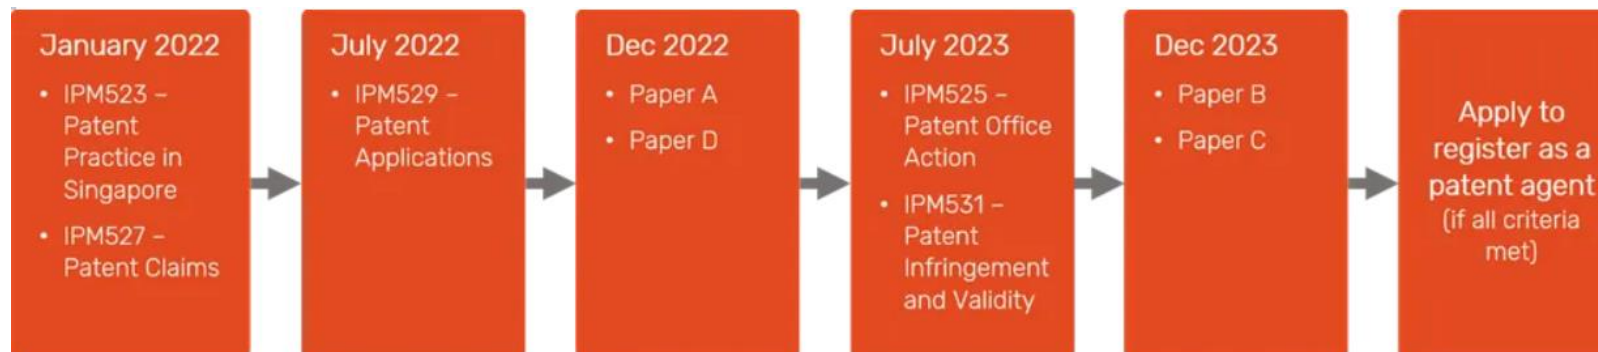 January 2022
• IPM523 –
Patent
Practice in
Singapore
• IPM527 –
Patent Claims
July 2022
• IPM529 –
Patent
Applications
Dec 2022
• Paper A
• Paper D
July 2023
• IPM525 –
Patent Office
Action
• IPM531 –
Patent
Infringement
and Validity
Dec 2023
• Paper B
• Paper C
Apply to
register as a
patent agent
(if all criteria
met)